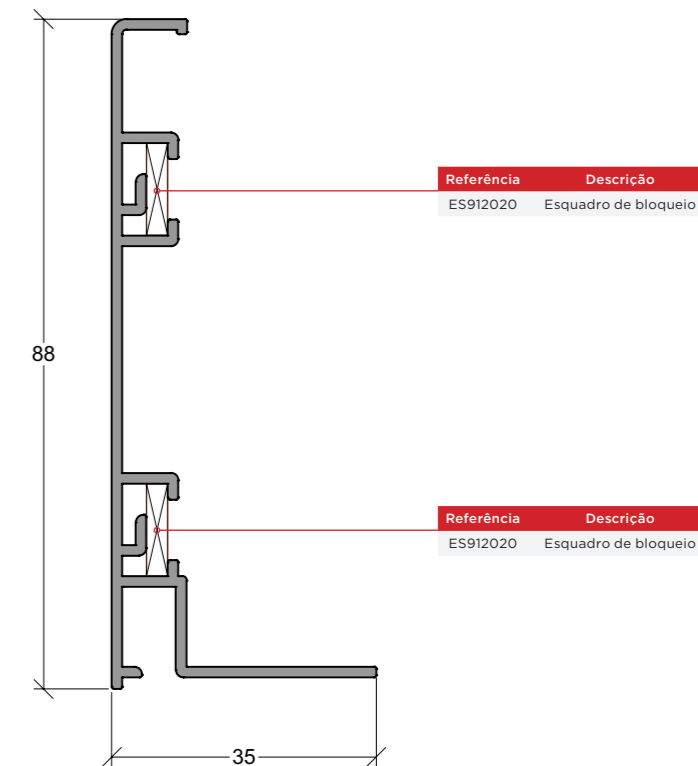 Referência Descrição
ES912020 Esquadro de bloqueio
88
Referência Descrição
ES912020 Esquadro de bloqueio
35